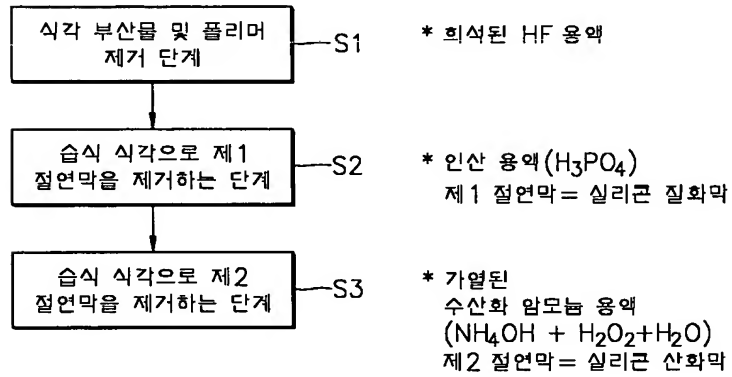 식각 부산물 및 폴리머
제거 단계
S1
* 희석된 HF 용액
습식 식각으로 제1
절연막을 제거하는 단계
S2
* 인산 용액(H₃PO₄)
제1 절연막= 실리콘 질화막
습식 식각으로 제2
절연막을 제거하는 단계
S3
* 가열된
수산화 암모늄 용액
(NH₄OH + H₂O₂+H₂O)
제2 절연막= 실리콘 산화막